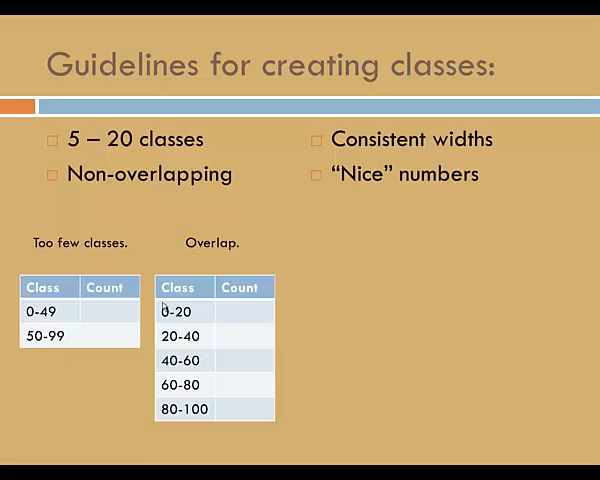 Guidelines for creating classes:
5 – 20 classes
Non-overlapping
Consistent widths
“Nice” numbers
Too few classes.
Class Count
0-49
50-99
Overlap.
Class Count
0-20
20-40
40-60
60-80
80-100